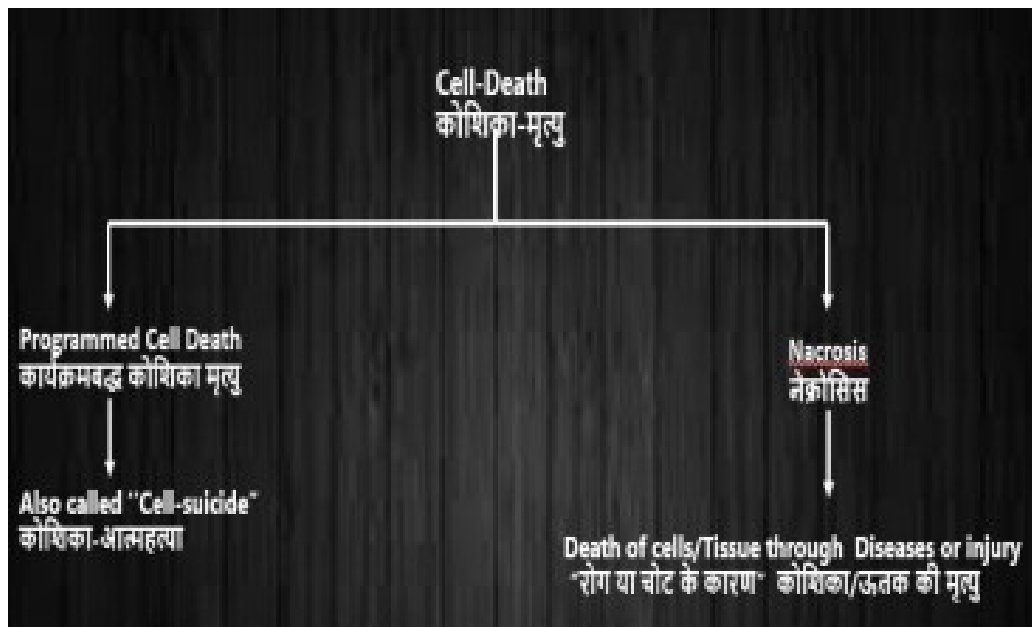 Cell-Death
कोशिका-मृत्यु
Programmed Cell Death
कार्यक्रमबद्ध कोशिका मृत्यु
Nacrosis
नेक्रोसिस
Also called "Cell-suicide"
कोशिका-आत्महत्या
Death of cells/Tissue through Diseases or injury
"रोग या चोट के कारण" कोशिका/ऊतक की मृत्यु